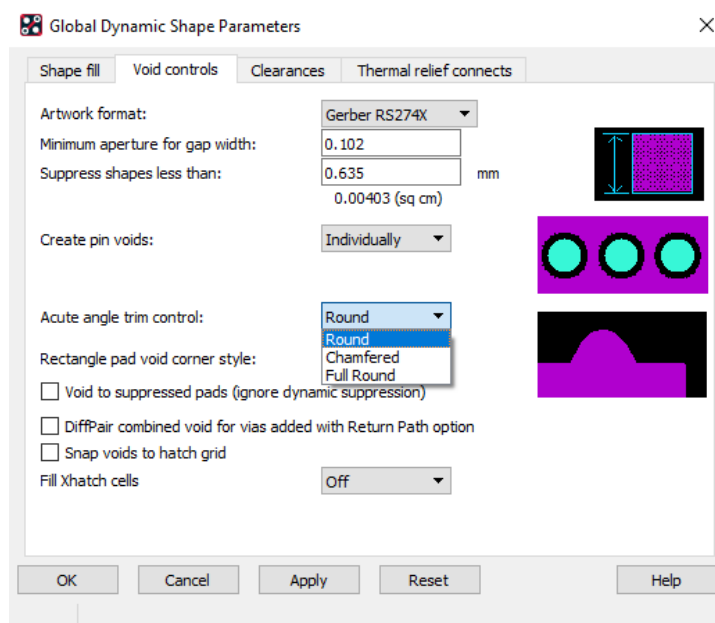 Global Dynamic Shape Parameters
Shape fill Void controls Clearances Thermal relief connects
Artwork format: Gerber RS274X
Minimum aperture for gap width: 0.102
Suppress shapes less than: 0.635 mm
0.00403 (sq cm)
Create pin voids: Individually
Acute angle trim control: Round
Round
Rectangle pad void corner style: Chamfered
Full Round
Void to suppressed pads (ignore dynamic suppression)
DiffPair combined void for vias added with Return Path option
Snap voids to hatch grid
Fill Xhatch cells Off
OK Cancel Apply Reset Help